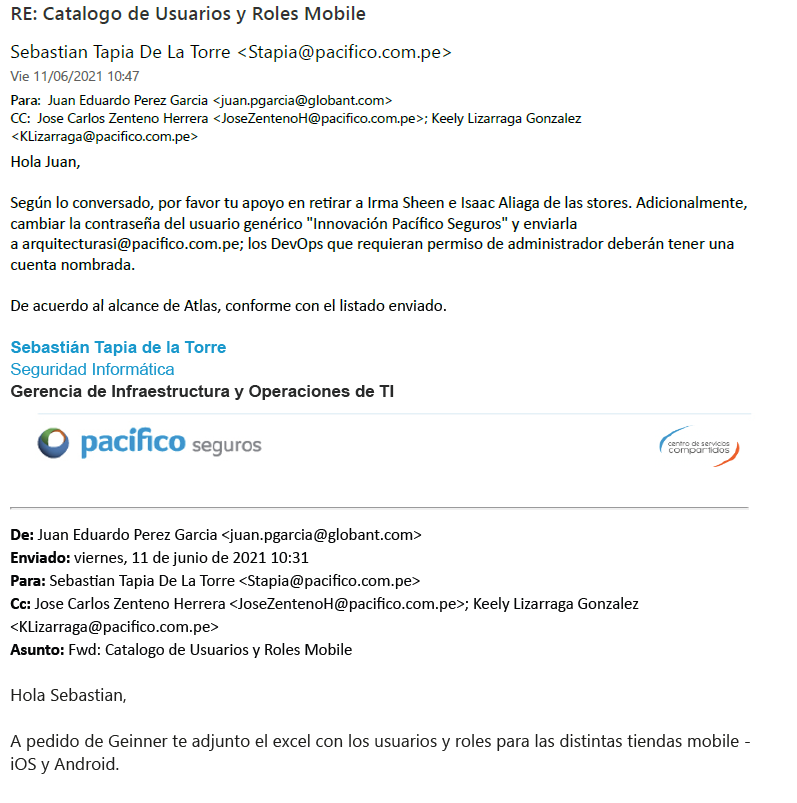 RE: Catalogo de Usuarios y Roles Mobile
Sebastian Tapia De La Torre <Stapia@pacifico.com.pe>
Vie 11/06/2021 10:47
Para: Juan Eduardo Perez Garcia <juan.pgarcia@globant.com>
CC: Jose Carlos Zenteno Herrera <JoseZentenoH@pacifico.com.pe>; Keely Lizarraga Gonzalez
<KLizarraga@pacifico.com.pe>
Hola Juan,
Según lo conversado, por favor tu apoyo en retirar a Irma Sheen e Isaac Aliaga de las stores. Adicionalmente,
cambiar la contraseña del usuario genérico "Innovación Pacífico Seguros" y enviarla
a arquitecturasi@pacifico.com.pe; los DevOps que requieran permiso de administrador deberán tener una
cuenta nombrada.
De acuerdo al alcance de Atlas, conforme con el listado enviado.
Sebastián Tapia de la Torre
Seguridad Informática
Gerencia de Infraestructura y Operaciones de TI
pacífico seguros
centro de servicios
compartidos
De: Juan Eduardo Perez Garcia <juan.pgarcia@globant.com>
Enviado: viernes, 11 de junio de 2021 10:31
Para: Sebastian Tapia De La Torre <Stapia@pacifico.com.pe>
Cc: Jose Carlos Zenteno Herrera <JoseZentenoH@pacifico.com.pe>; Keely Lizarraga Gonzalez
<KLizarraga@pacifico.com.pe>
Asunto: Fwd: Catalogo de Usuarios y Roles Mobile
Hola Sebastian,
A pedido de Geinner te adjunto el excel con los usuarios y roles para las distintas tiendas mobile -
iOS y Android.